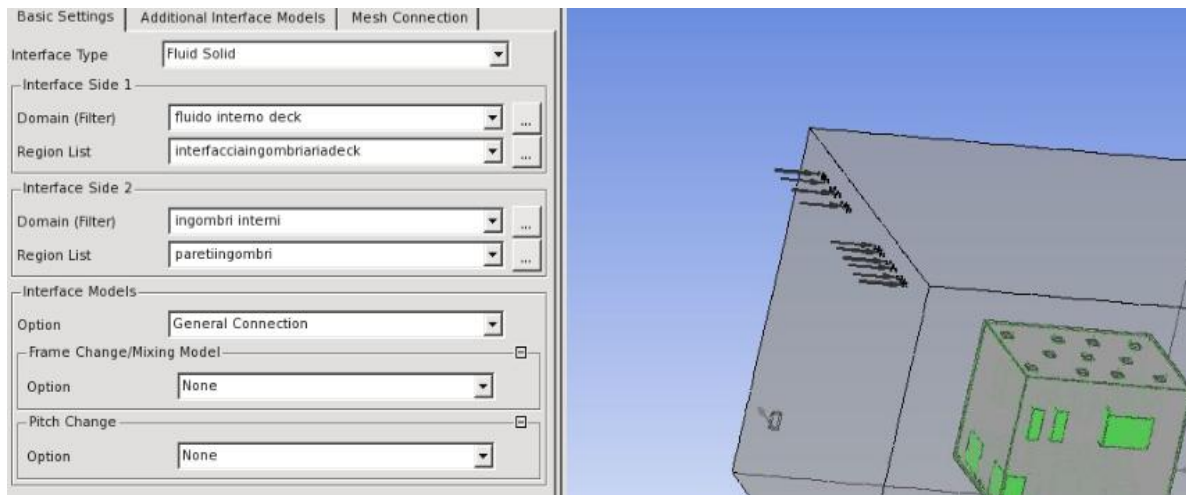 Basic Settings Additional Interface Models Mesh Connection
Interface Type Fluid Solid
Interface Side 1
Domain (Filter) fluido interno deck ...
Region List interfacciaingombriariadeck ...
Interface Side 2
Domain (Filter) ingombri interni ...
Region List paretiingombri ...
Interface Models
Option General Connection
Frame Change/Mixing Model
Option None
Pitch Change
Option None